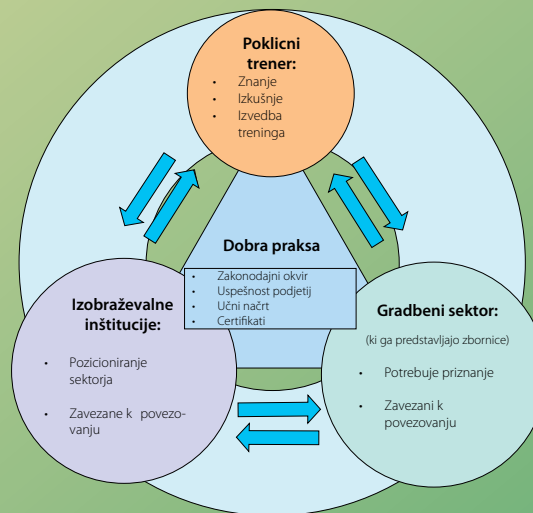 Poklicni
trener:
• Znanje
• Izkušnje
• Izvedba
treninga
Dobra praksa
• Zakonodajni okvir
• Uspešnost podjetij
• Učni načrt
• Certifikati
Izobraževalne
inštitucije:
• Pozicioniranje
sektorja
• Zavezane k povezo-
vanju
Gradbeni sektor:
(ki ga predstavljajo zbornice)
• Potrebuje priznanje
• Zavezani k
povezovanju